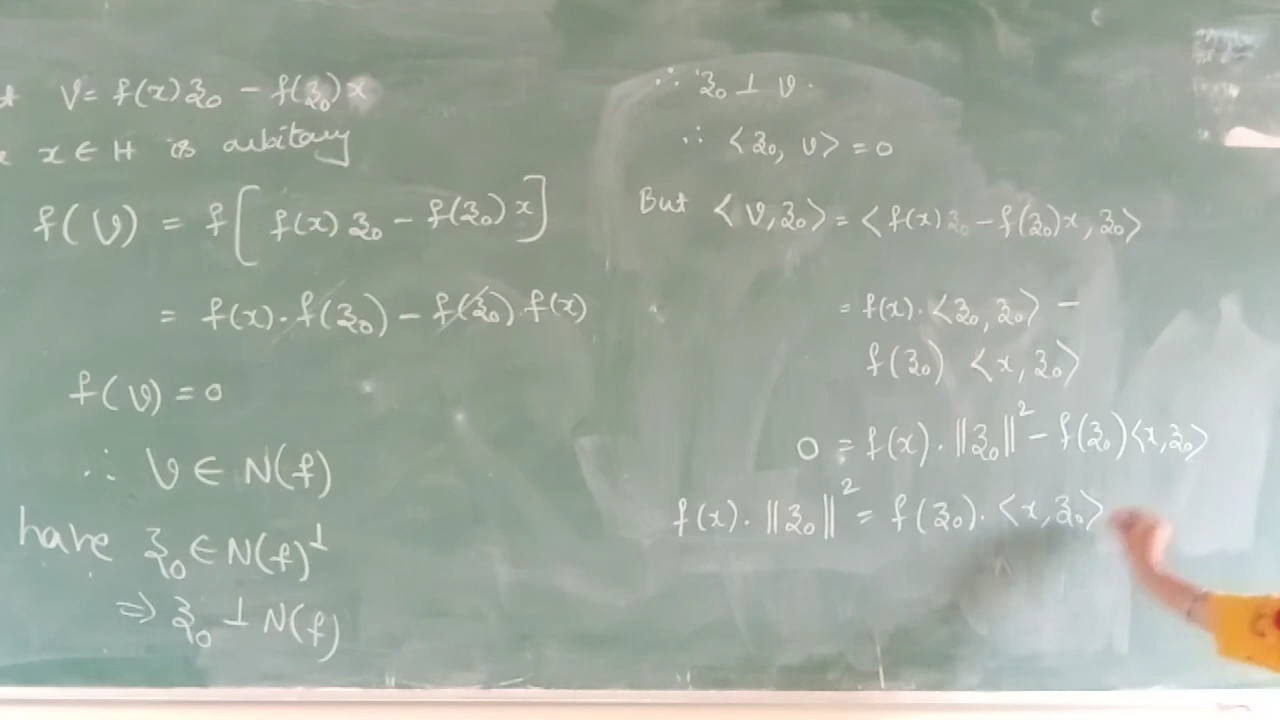 V = f(x) z₀ - f(z₀) x
x ∈ H is arbitary
f(V) = f[ f(x) z₀ - f(z₀) x ]
= f(x) . f(z₀) - f(z₀) . f(x)
f(V) = 0
∴ V ∈ N(f)
have z₀ ∈ N(f)^⊥
⇒ z₀ ⊥ N(f)
∴ z₀ ⊥ V .
∴ <z₀, V> = 0
But <V, z₀> = <f(x) z₀ - f(z₀) x, z₀>
= f(x) . <z₀, z₀> -
f(z₀) <x, z₀>
0 = f(x) . ||z₀||² - f(z₀) <x, z₀>
f(x) . ||z₀||² = f(z₀) . <x, z₀>